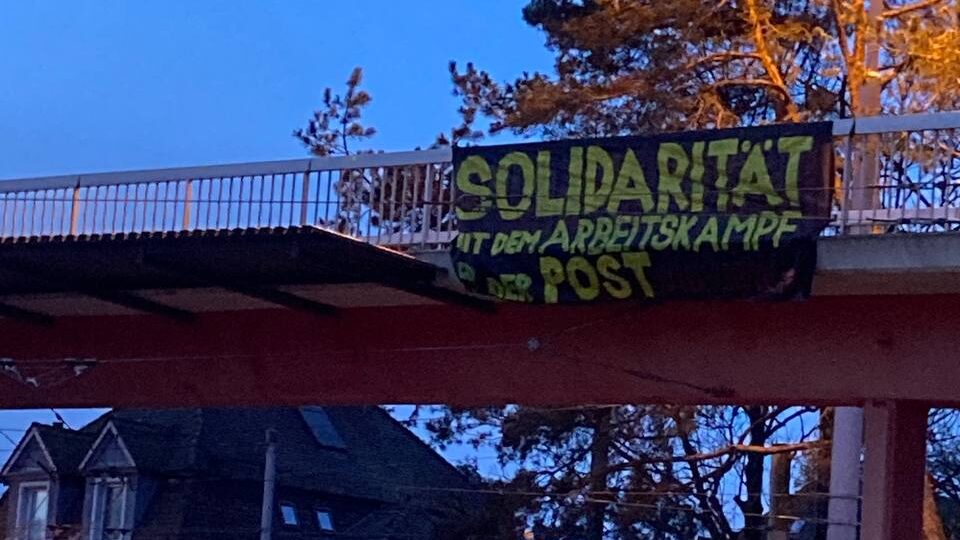 SOLIDARITÄT
MIT DEM ARBEITSKAMPF
DER POST